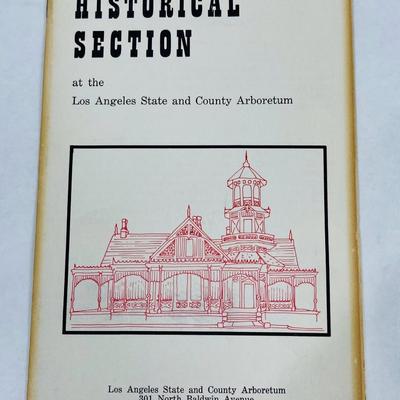 HISTORICAL
SECTION
at the
Los Angeles State and County Arboretum
Los Angeles State and County Arboretum
301 North Baldwin Avenue